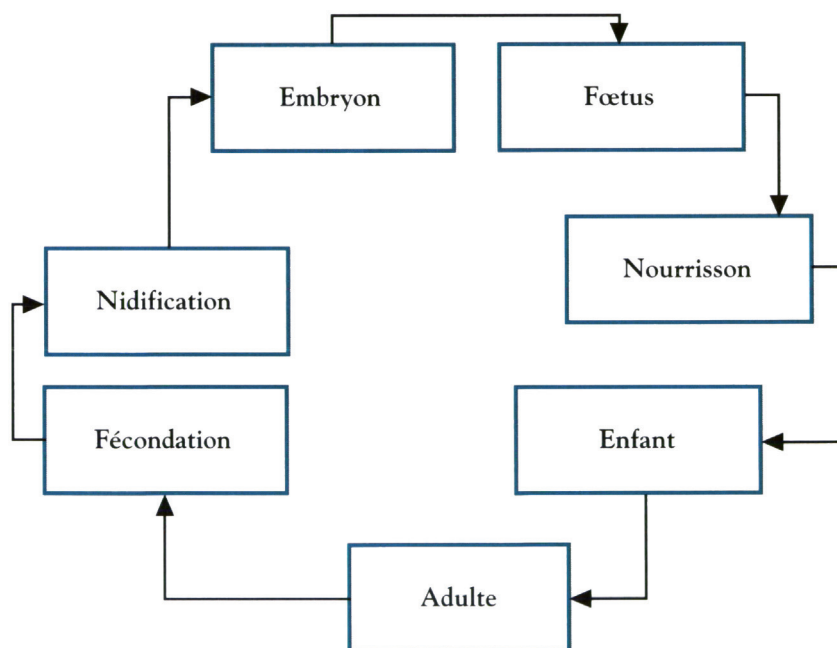 Embryon
Fœtus
Nourrisson
Nidification
Fécondation
Enfant
Adulte